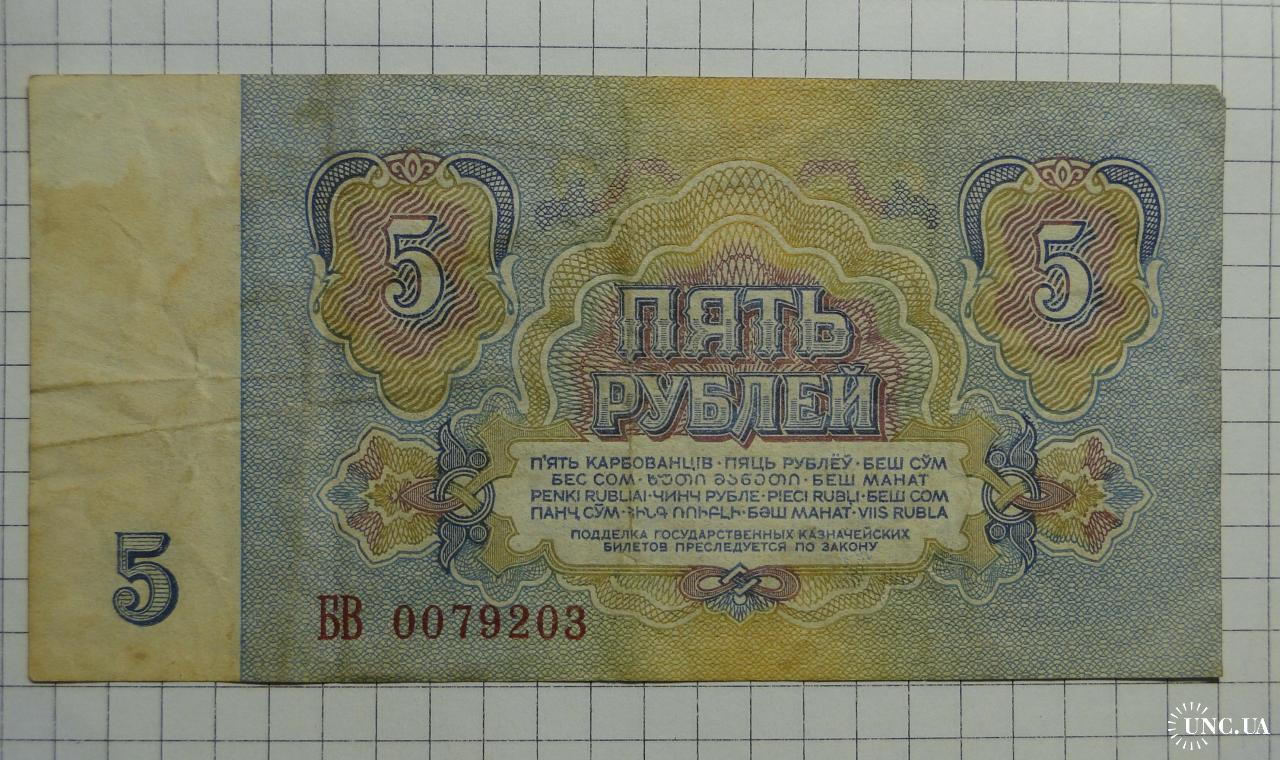 5
5
ПЯТЬ
РУБЛЕЙ
П'ЯТЬ КАРБОВАНЦІВ · ПЯЦЬ РУБЛЁЎ · БЕШ СЎМ
БЕС СОМ · ᲮᲣᲗᲘ ᲛᲐᲜᲔᲗᲘ · БЕШ МАНАТ
PENKI RUBLIAI · ЧИНЧ РУБЛЕ · PIECI RUBĻI · БЕШ СОМ
ПАНҶ СӮМ · ՀԻՆԳ ՌՈՒԲԼԻ · БӘШ МАНАТ · VIIS RUBLA
ПОДДЕЛКА ГОСУДАРСТВЕННЫХ КАЗНАЧЕЙСКИХ
БИЛЕТОВ ПРЕСЛЕДУЕТСЯ ПО ЗАКОНУ
5
БВ 0079203
UNC.UA